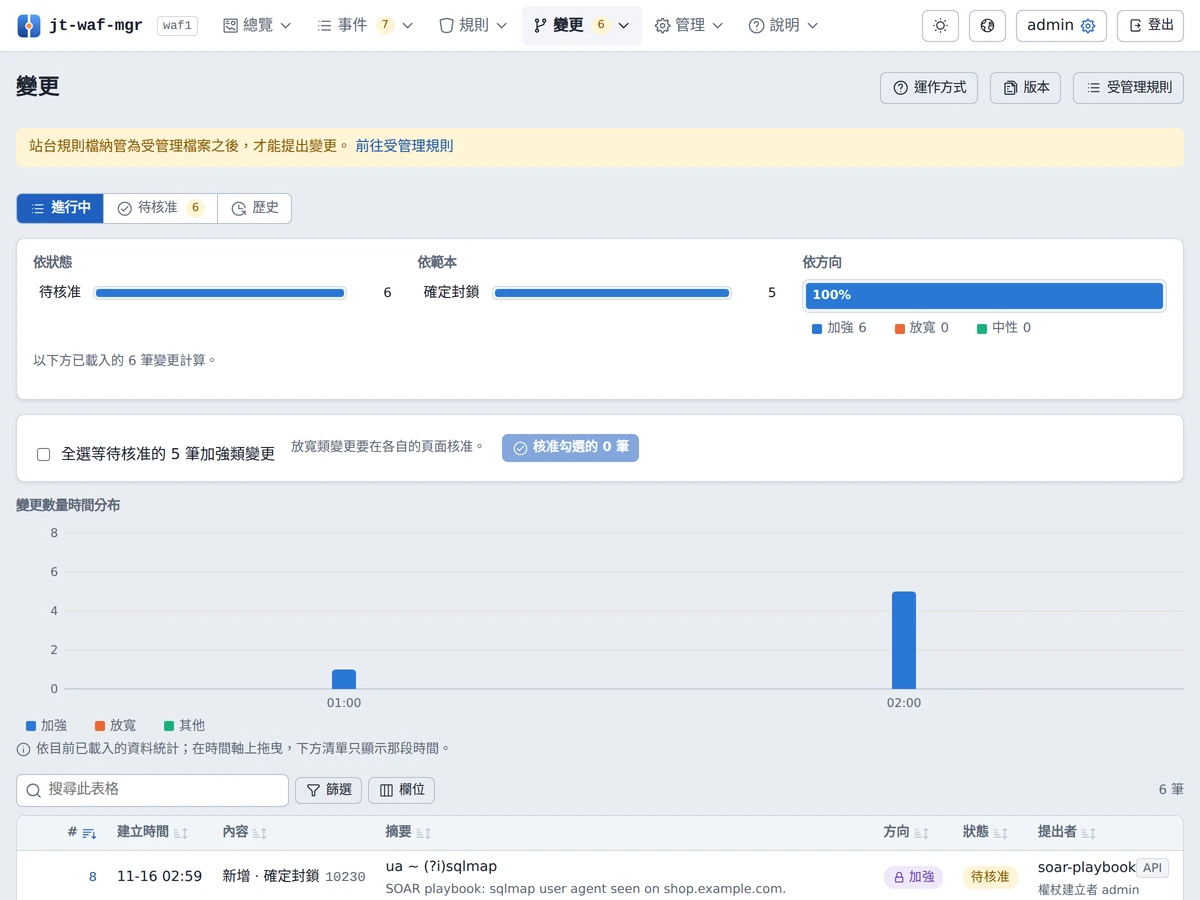 jt-waf-mgr waf1 總覽 事件 7 規則 變更 6 管理 說明 admin 登出
變更 運作方式 版本 受管理規則
站台規則檔納管為受管理檔案之後，才能提出變更。 前往受管理規則
進行中 待核准 6 歷史
依狀態 依範本 依方向
待核准 6 確定封鎖 5 100%
加強 6 放寬 0 中性 0
以下方已載入的 6 筆變更計算。
全選等待核准的 5 筆加強類變更 放寬類變更要在各自的頁面核准。 核准勾選的 0 筆
變更數量時間分布
8
6
4
2
0
01:00 02:00
加強 放寬 其他
依目前已載入的資料統計；在時間軸上拖曳，下方清單只顯示那段時間。
搜尋此表格 篩選 欄位 6 筆
# 建立時間 內容 摘要 方向 狀態 提出者
8 11-16 02:59 新增 · 確定封鎖 10230 ua ~ (?i)sqlmap 加強 待核准 soar-playbook API
SOAR playbook: sqlmap user agent seen on shop.example.com. 權杖建立者 admin